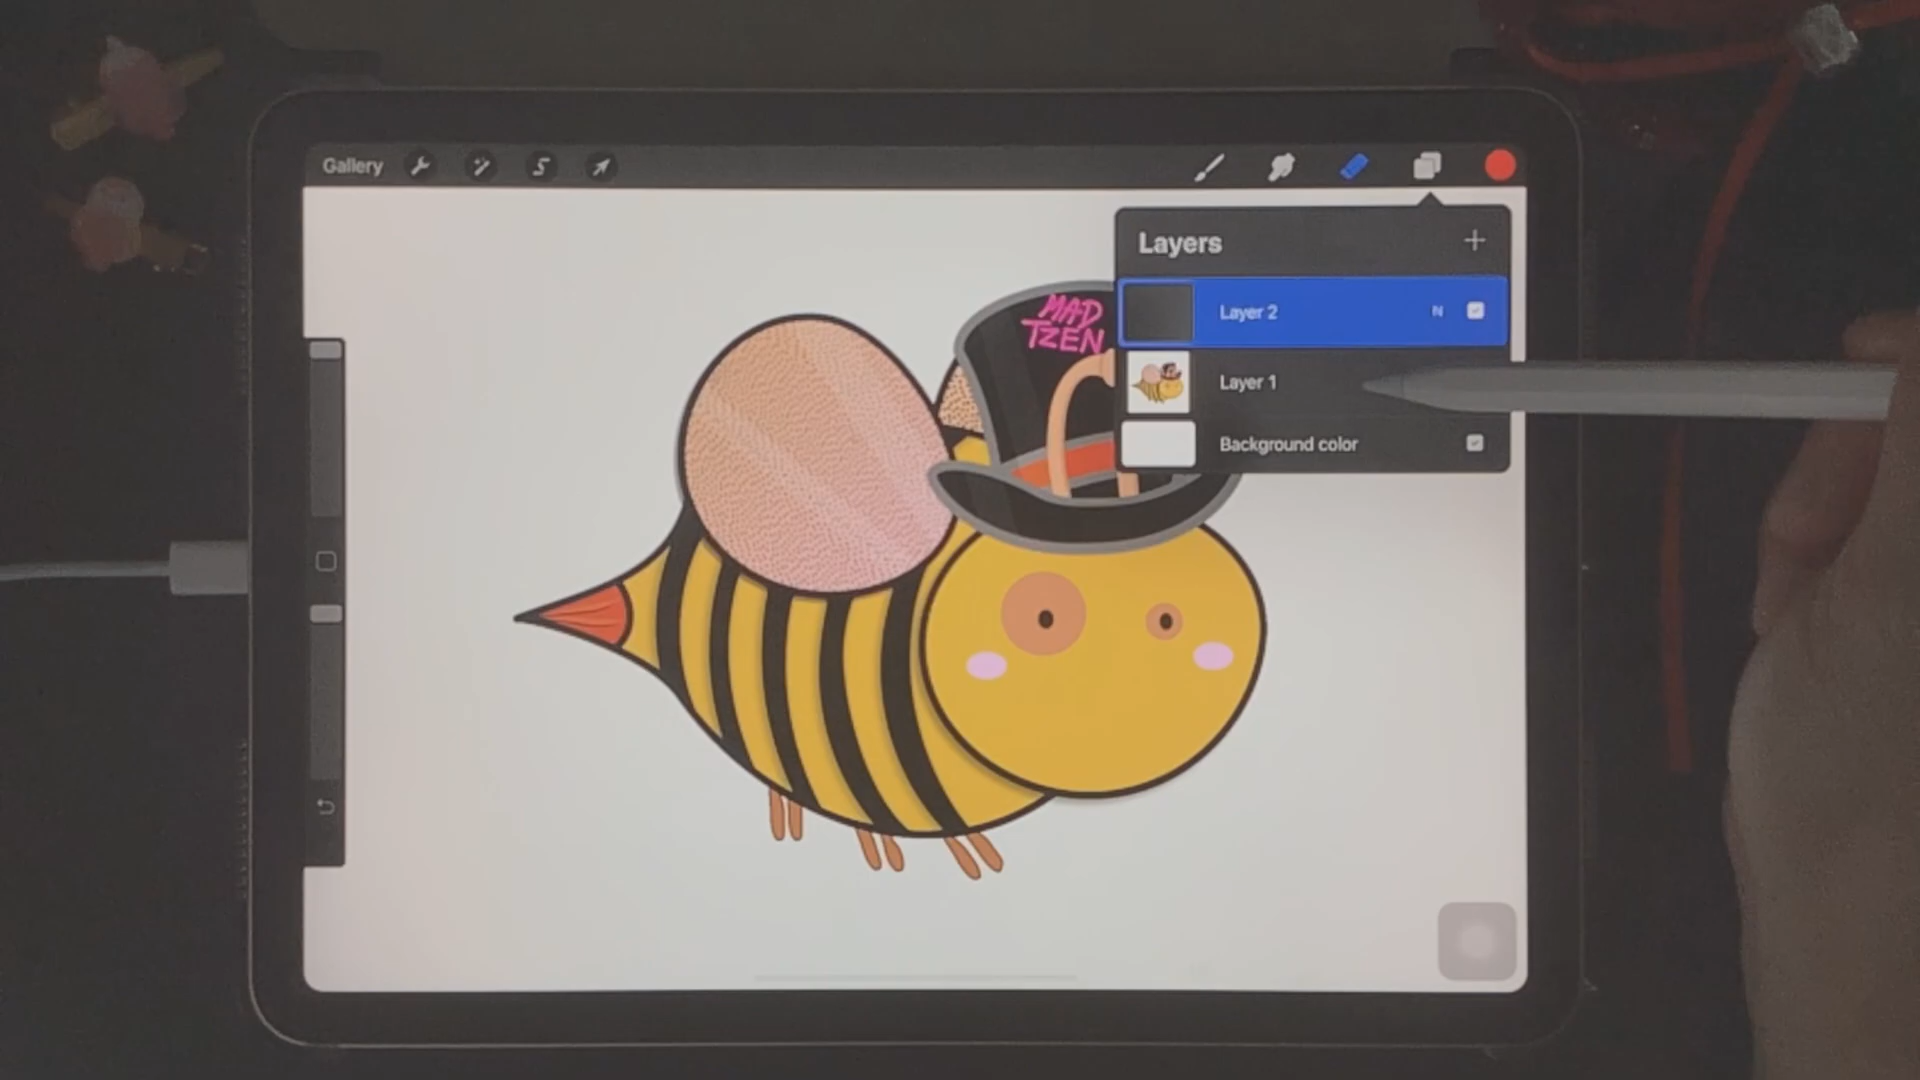 Gallery
Layers
Layer 2
N
Layer 1
Background color
MAD
TZEN